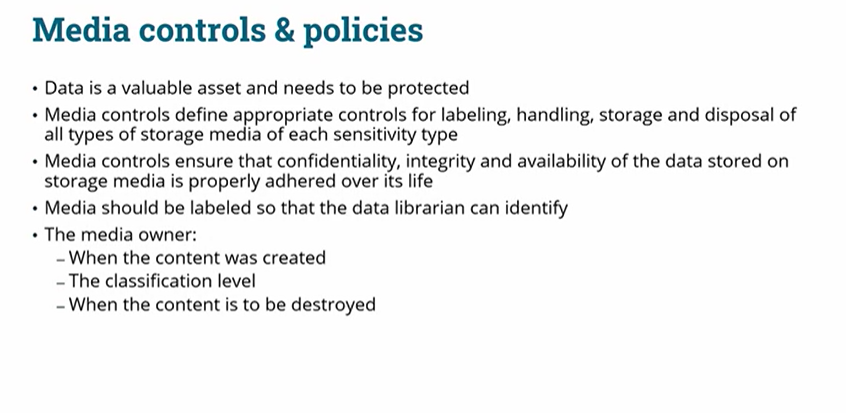 Media controls & policies
• Data is a valuable asset and needs to be protected
• Media controls define appropriate controls for labeling, handling, storage and disposal of
all types of storage media of each sensitivity type
• Media controls ensure that confidentiality, integrity and availability of the data stored on
storage media is properly adhered over its life
• Media should be labeled so that the data librarian can identify
• The media owner:
– When the content was created
– The classification level
– When the content is to be destroyed